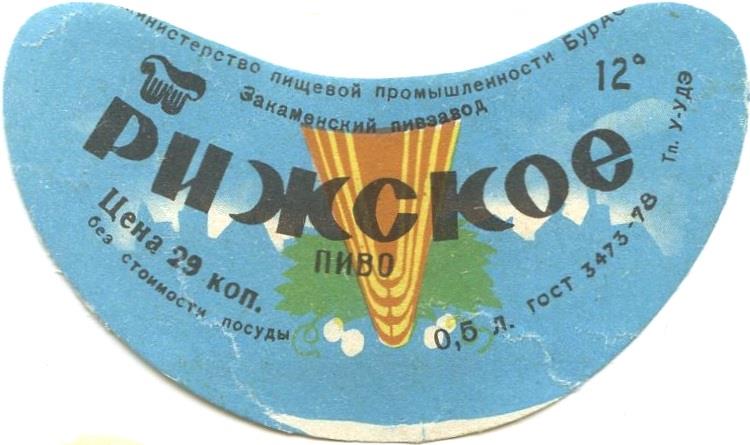 министерство пищевой промышленности
Закаменский пивзавод
12°
Рижское
пиво
Цена 29 коп.
без стоимости посуды
0,5 л. ГОСТ 3473-78
Тп. У-УДЭ